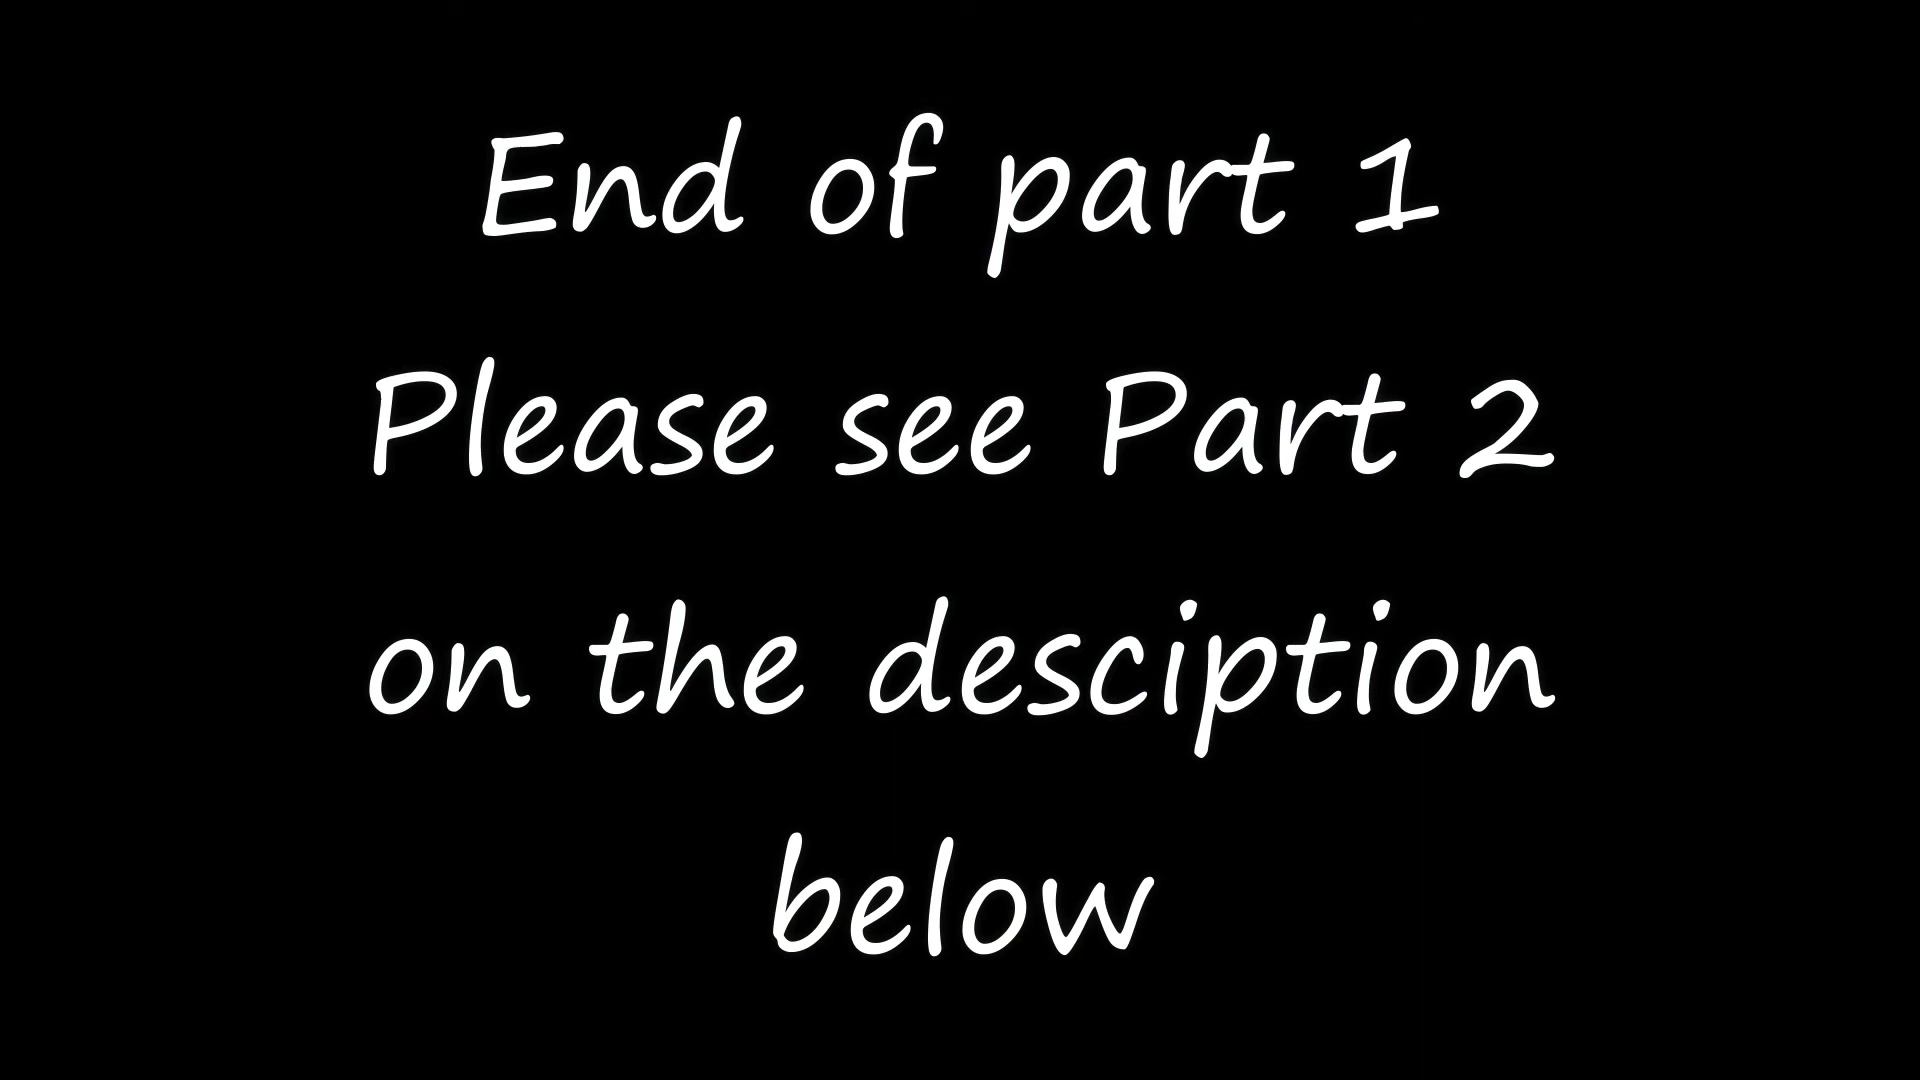 End of part 1
Please see Part 2
on the desciption
below